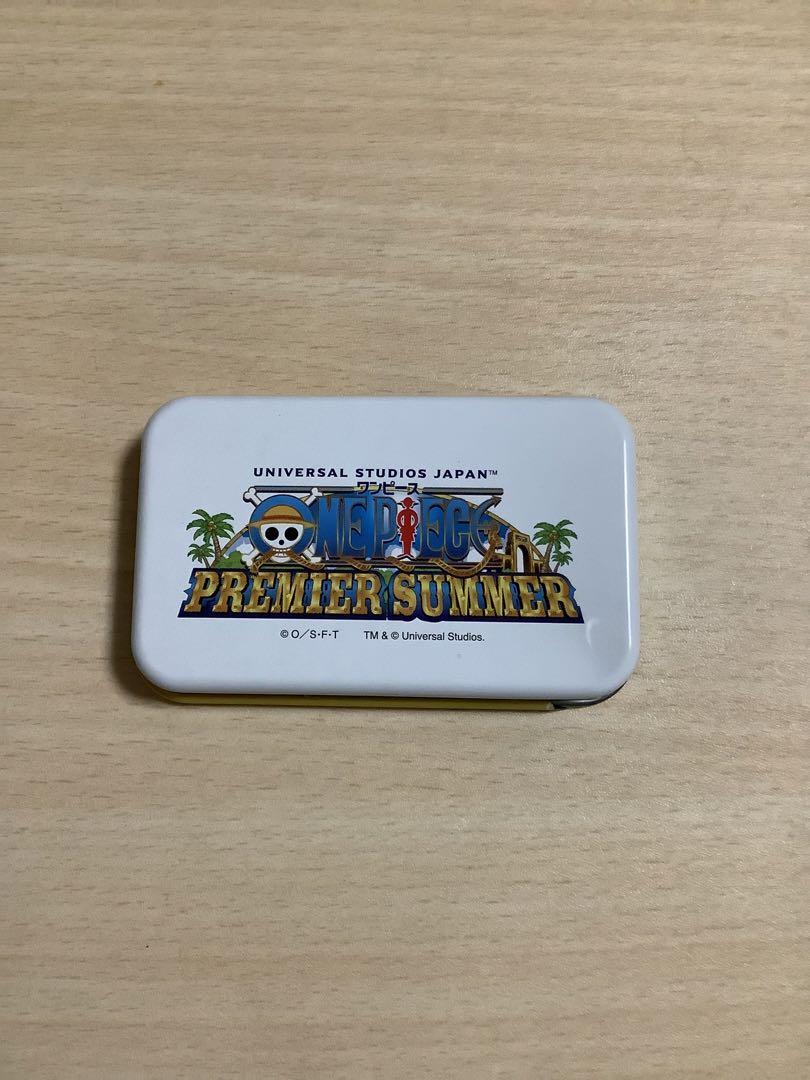 UNIVERSAL STUDIOS JAPAN™
ワンピース
ONE PIECE
PREMIER SUMMER
© O/S・F・T TM & © Universal Studios.